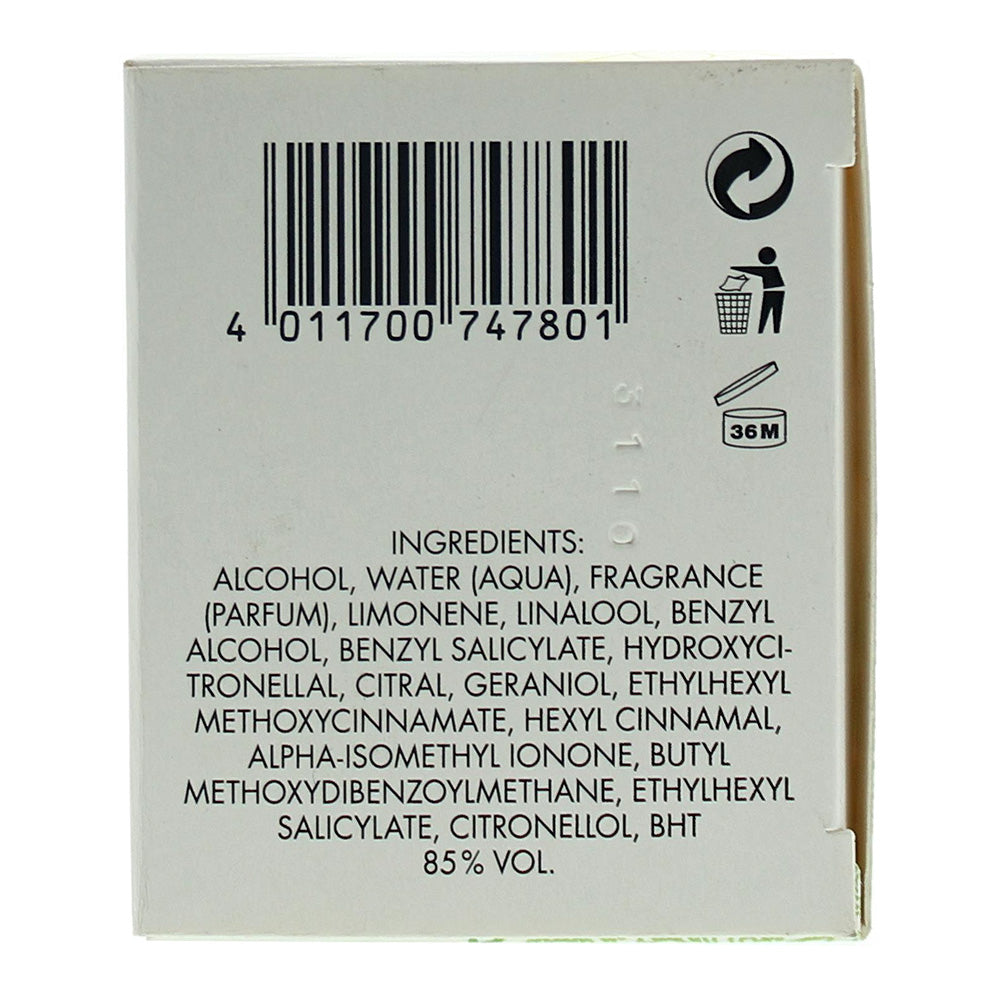 4 011700 747801
36M
3110
INGREDIENTS:
ALCOHOL, WATER (AQUA), FRAGRANCE
(PARFUM), LIMONENE, LINALOOL, BENZYL
ALCOHOL, BENZYL SALICYLATE, HYDROXYCI-
TRONELLAL, CITRAL, GERANIOL, ETHYLHEXYL
METHOXYCINNAMATE, HEXYL CINNAMAL,
ALPHA-ISOMETHYL IONONE, BUTYL
METHOXYDIBENZOYLMETHANE, ETHYLHEXYL
SALICYLATE, CITRONELLOL, BHT
85% VOL.